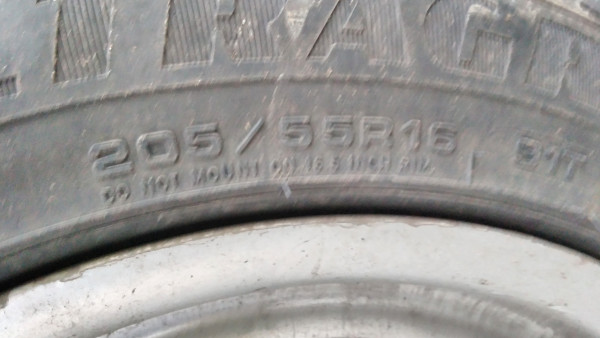 205/55R16 91T
DO NOT MOUNT ON 16.5 INCH RIM